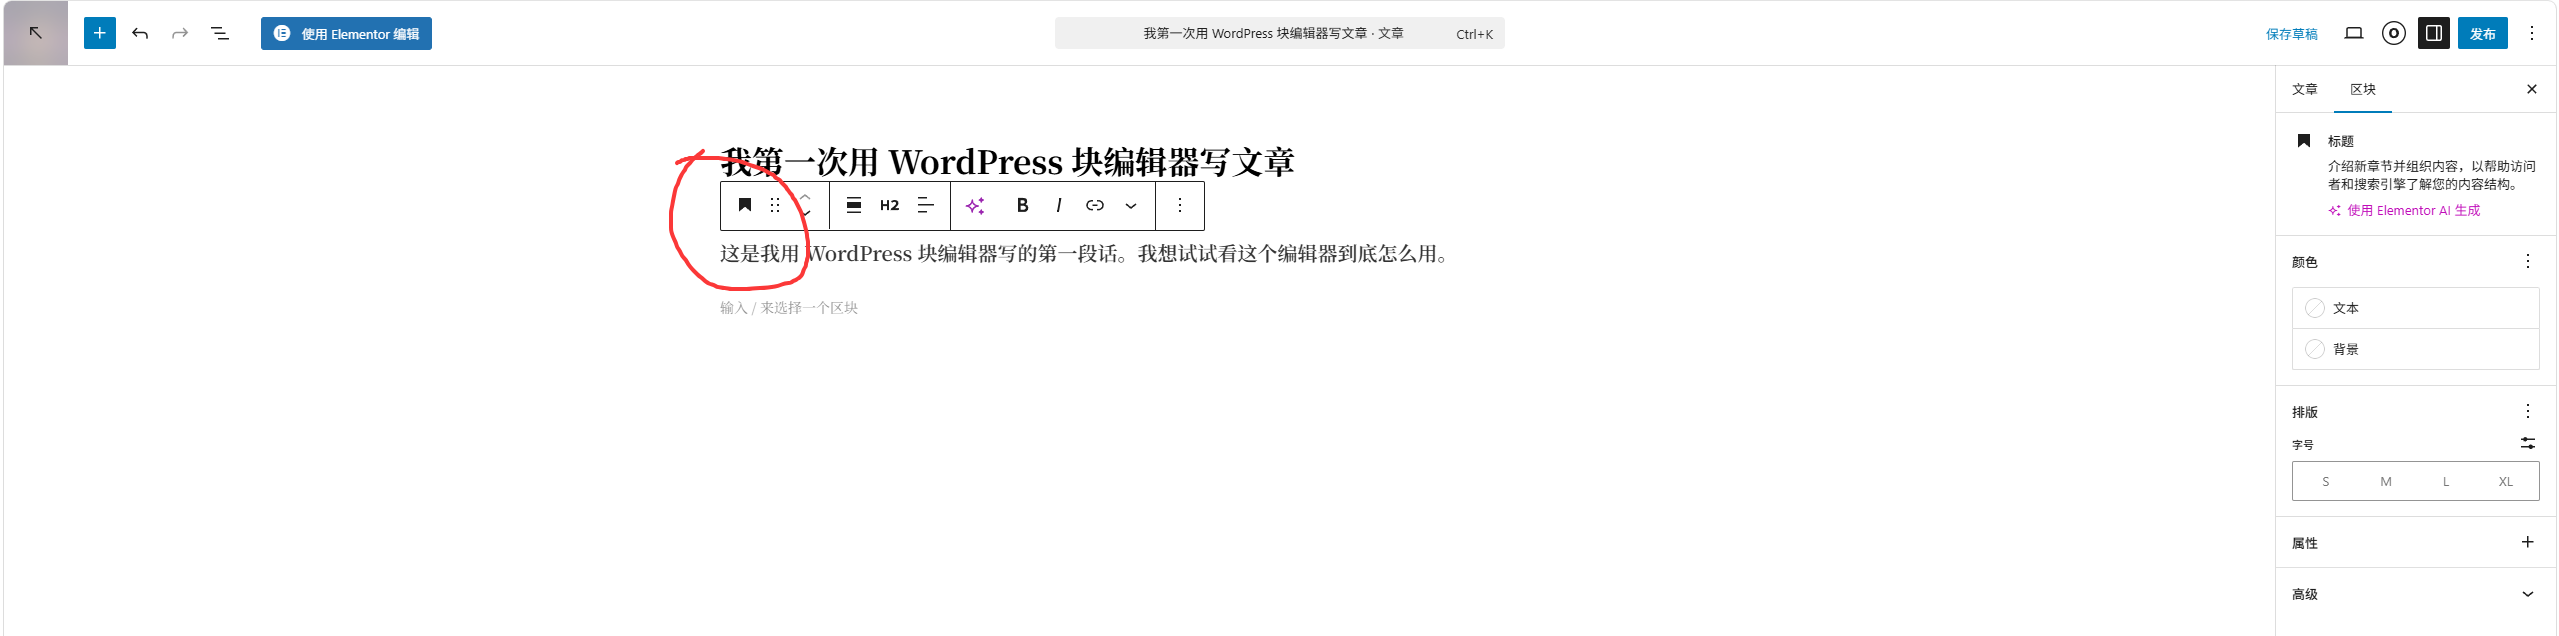 使用 Elementor 编辑
我第一次用 WordPress 块编辑器写文章 · 文章 Ctrl+K
保存草稿
发布
文章 区块
我第一次用 WordPress 块编辑器写文章
H2 B I
这是我用 WordPress 块编辑器写的第一段话。我想试试看这个编辑器到底怎么用。
输入 / 来选择一个区块
标题
介绍新章节并组织内容，以帮助访问
者和搜索引擎了解您的内容结构。
使用 Elementor AI 生成
颜色
文本
背景
排版
字号
S M L XL
属性
高级